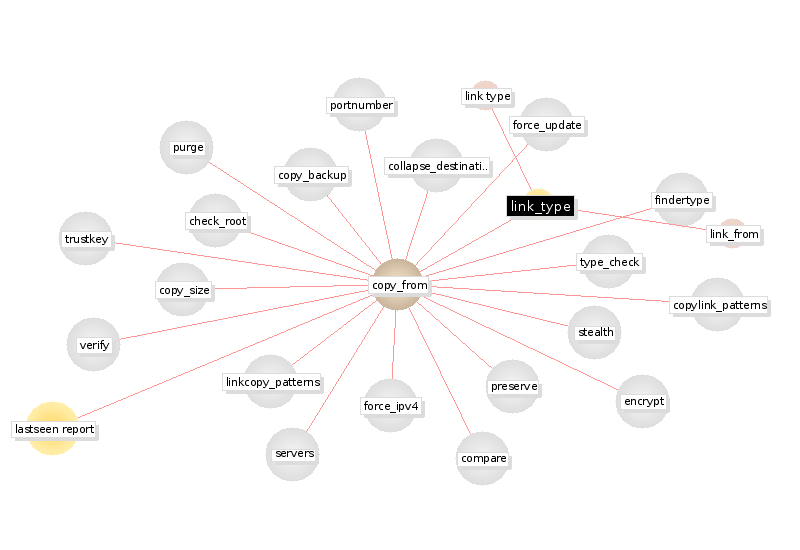 link type
portnumber
force_update
purge
collapse_destinati..
copy_backup
findertype
link_type
check_root
link_from
trustkey
type_check
copy_from
copy_size
copylink_patterns
stealth
verify
linkcopy_patterns
preserve
encrypt
force_ipv4
lastseen report
servers
compare